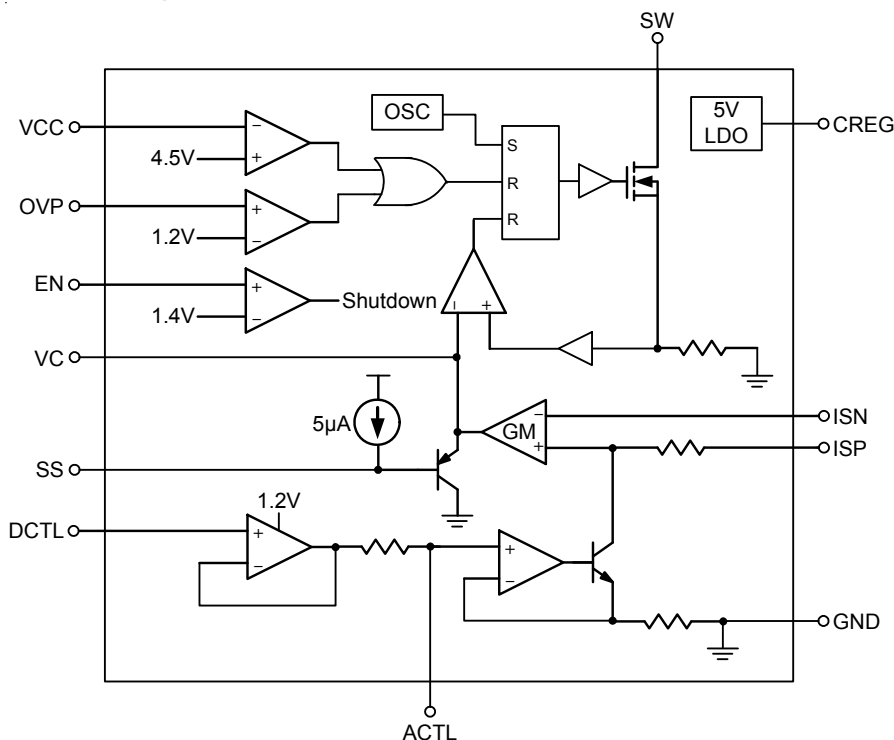 SW
VCC
−
4.5V
+
OSC
5V
LDO
CREG
S
R
R
OVP
+
1.2V
−
EN
+
1.4V
−
Shutdown
−
+
VC
5µA
GM
−
+
ISN
ISP
SS
DCTL
1.2V
+
−
+
−
GND
ACTL